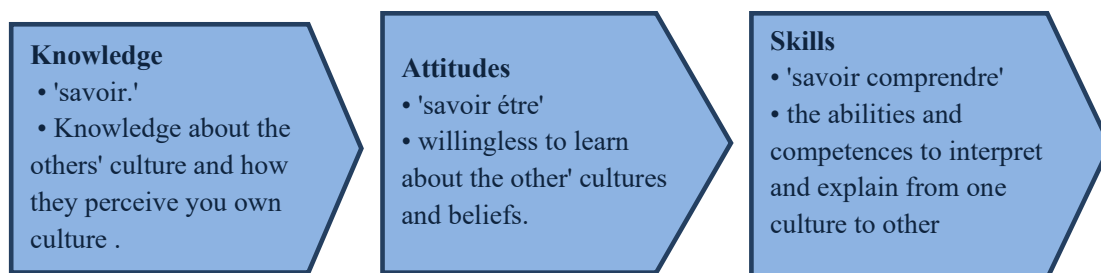 Knowledge
• 'savoir.'
• Knowledge about the
others' culture and how
they perceive you own
culture .
Attitudes
• 'savoir étre'
• willingless to learn
about the other' cultures
and beliefs.
Skills
• 'savoir comprendre'
• the abilities and
competences to interpret
and explain from one
culture to other